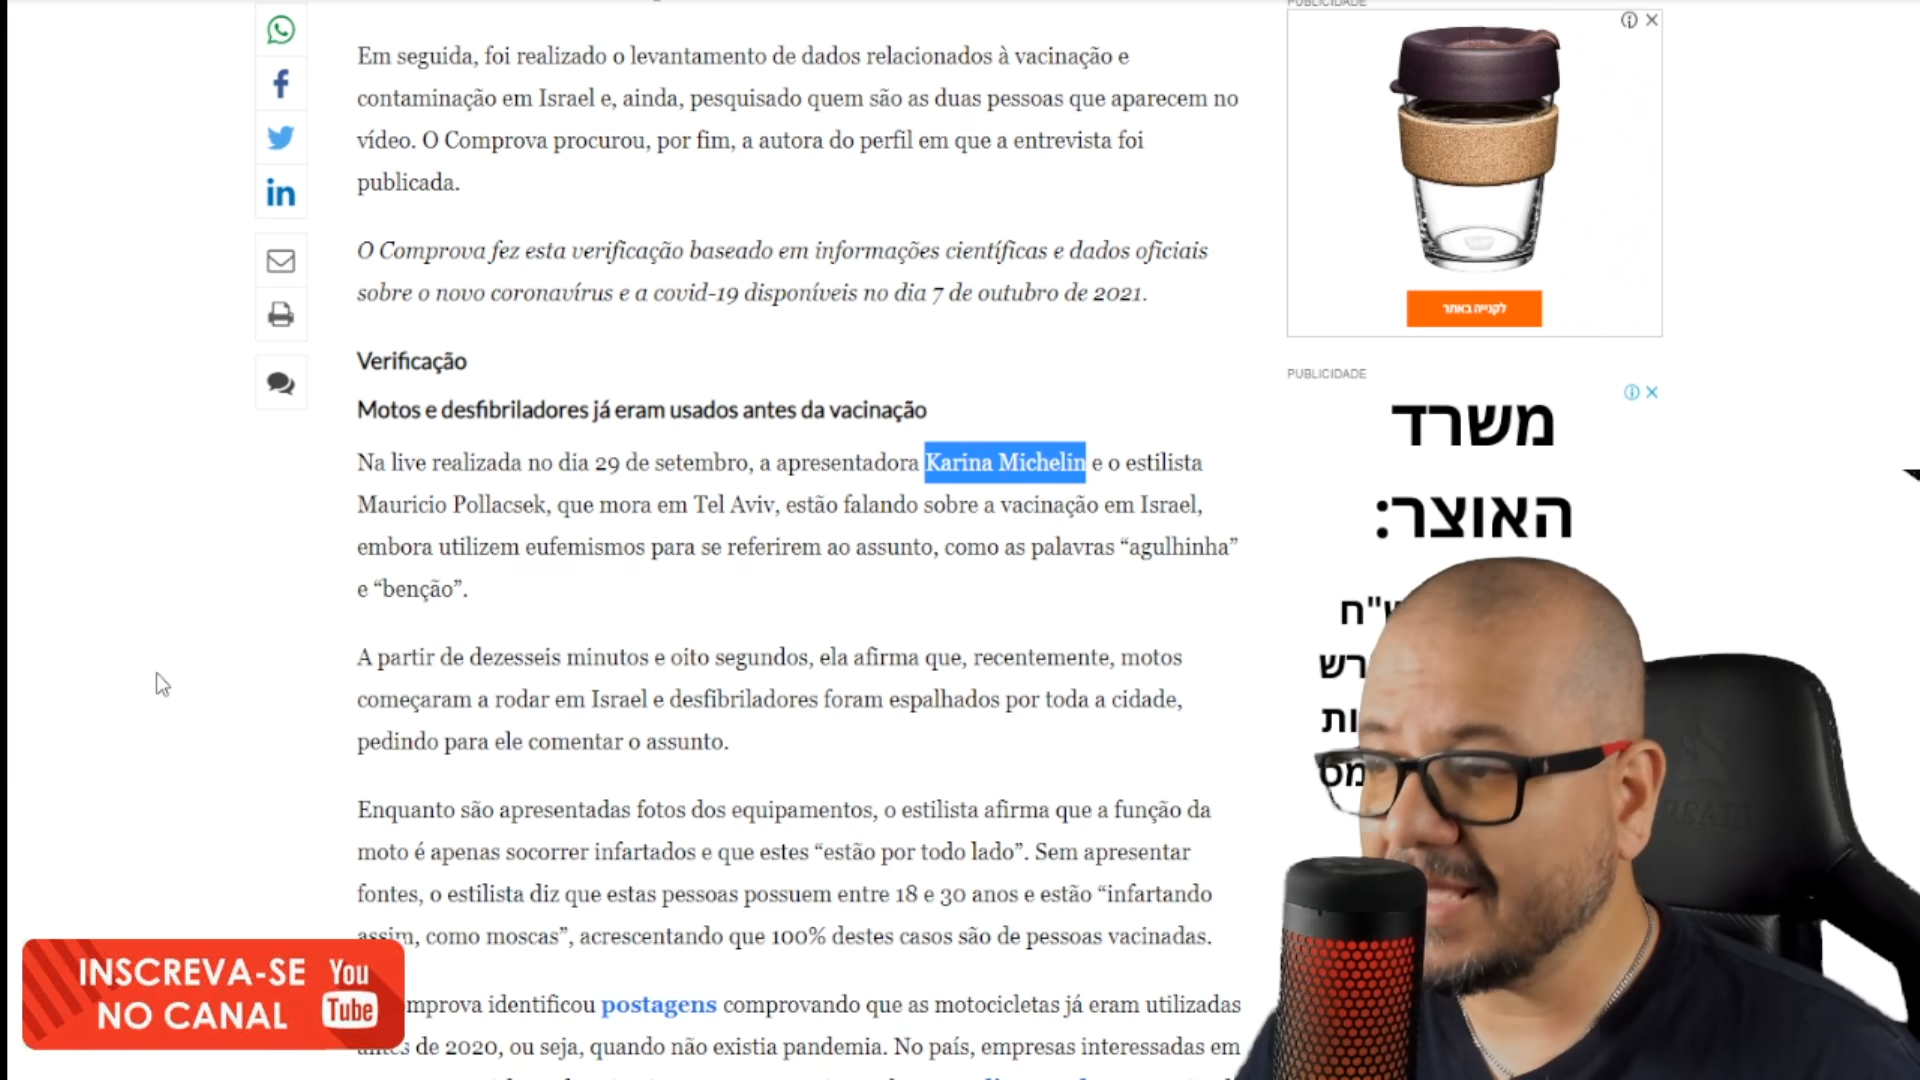 Em seguida, foi realizado o levantamento de dados relacionados à vacinação e
contaminação em Israel e, ainda, pesquisado quem são as duas pessoas que aparecem no
vídeo. O Comprova procurou, por fim, a autora do perfil em que a entrevista foi
publicada.
O Comprova fez esta verificação baseado em informações científicas e dados oficiais
sobre o novo coronavírus e a covid-19 disponíveis no dia 7 de outubro de 2021.
Verificação
Motos e desfibriladores já eram usados antes da vacinação
Na live realizada no dia 29 de setembro, a apresentadora Karina Michelin e o estilista
Mauricio Pollacsek, que mora em Tel Aviv, estão falando sobre a vacinação em Israel,
embora utilizem eufemismos para se referirem ao assunto, como as palavras “agulhinha”
e “benção”.
A partir de dezesseis minutos e oito segundos, ela afirma que, recentemente, motos
começaram a rodar em Israel e desfibriladores foram espalhados por toda a cidade,
pedindo para ele comentar o assunto.
Enquanto são apresentadas fotos dos equipamentos, o estilista afirma que a função da
moto é apenas socorrer infartados e que estes “estão por todo lado”. Sem apresentar
fontes, o estilista diz que estas pessoas possuem entre 18 e 30 anos e estão “infartando
assim, como moscas”, acrescentando que 100% destes casos são de pessoas vacinadas.
mprova identificou postagens comprovando que as motocicletas já eram utilizadas
de 2020, ou seja, quando não existia pandemia. No país, empresas interessadas em
PUBLICIDADE
לקנייה באתר
PUBLICIDADE
משרד
האוצר:
INSCREVA-SE
NO CANAL
You
Tube